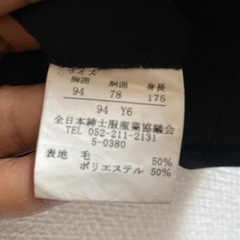 サイズ
胸囲 胴囲 身長
94 78 175
94 Y6
全日本紳士服産業協議会
TEL 052-211-2131
5-0380
表地 毛 50%
ポリエステル 50%